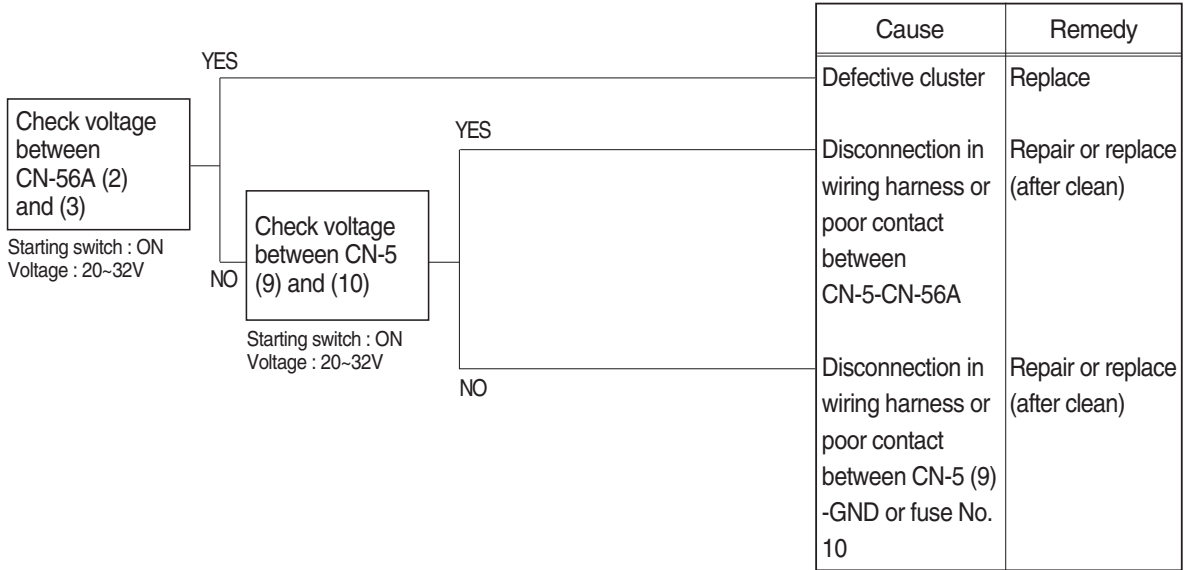 Cause
Remedy
YES
Defective cluster
Replace
Check voltage
between
CN-56A (2)
and (3)
Starting switch : ON
Voltage : 20~32V
YES
Disconnection in
wiring harness or
poor contact
between
CN-5-CN-56A
Repair or replace
(after clean)
NO
Check voltage
between CN-5
(9) and (10)
Starting switch : ON
Voltage : 20~32V
NO
Disconnection in
wiring harness or
poor contact
between CN-5 (9)
-GND or fuse No.
10
Repair or replace
(after clean)